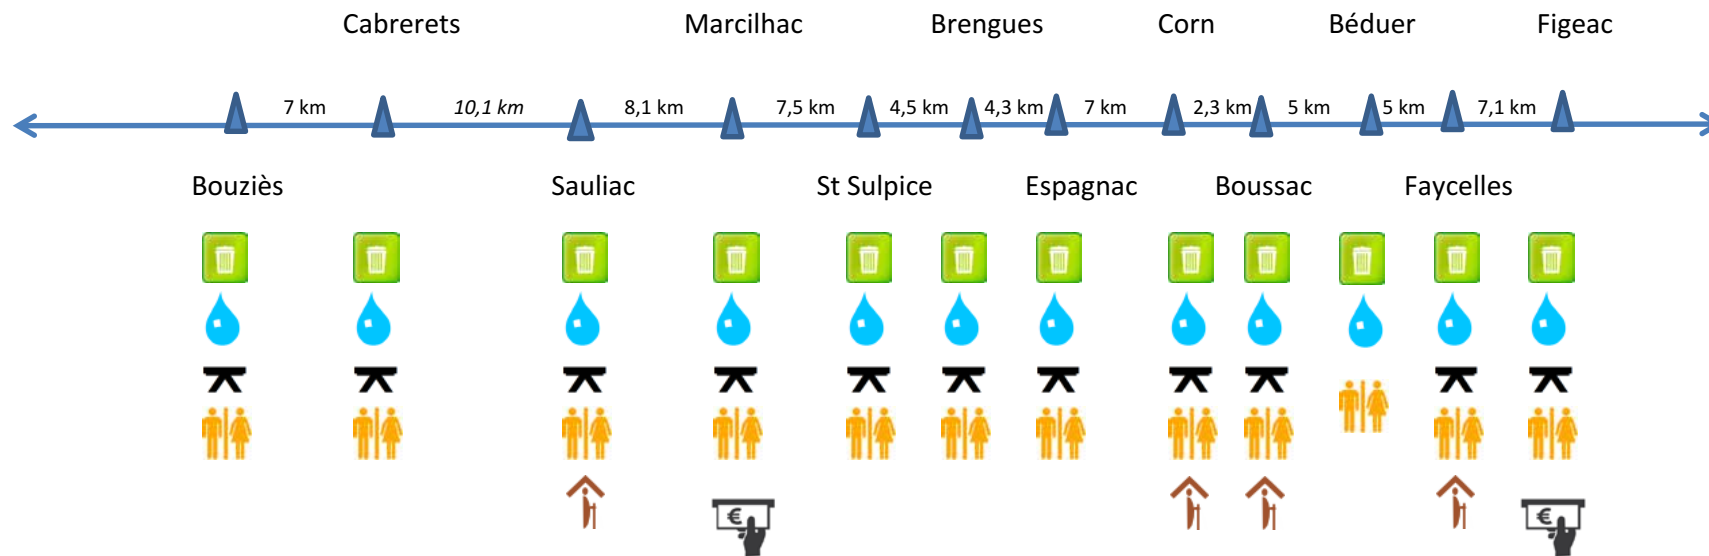 Cabrerets Marcilhac Brengues Corn Béduer Figeac
7 km 10,1 km 8,1 km 7,5 km 4,5 km 4,3 km 7 km 2,3 km 5 km 5 km 7,1 km
Bouziès Sauliac St Sulpice Espagnac Boussac Faycelles
€ €